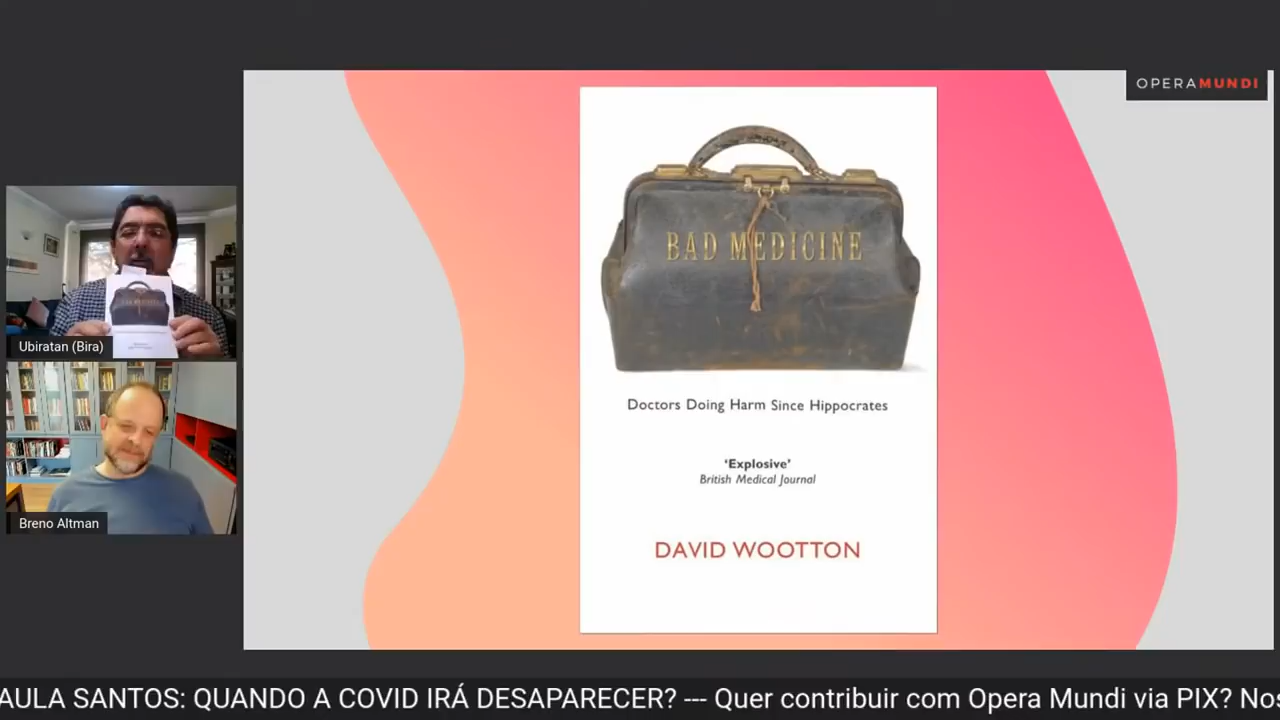 OPERAMUNDI
BAD MEDICINE
Doctors Doing Harm Since Hippocrates
‘Explosive’
British Medical Journal
DAVID WOOTTON
Ubiratan (Bira)
Breno Altman
AULA SANTOS: QUANDO A COVID IRÁ DESAPARECER? --- Quer contribuir com Opera Mundi via PIX? Nos